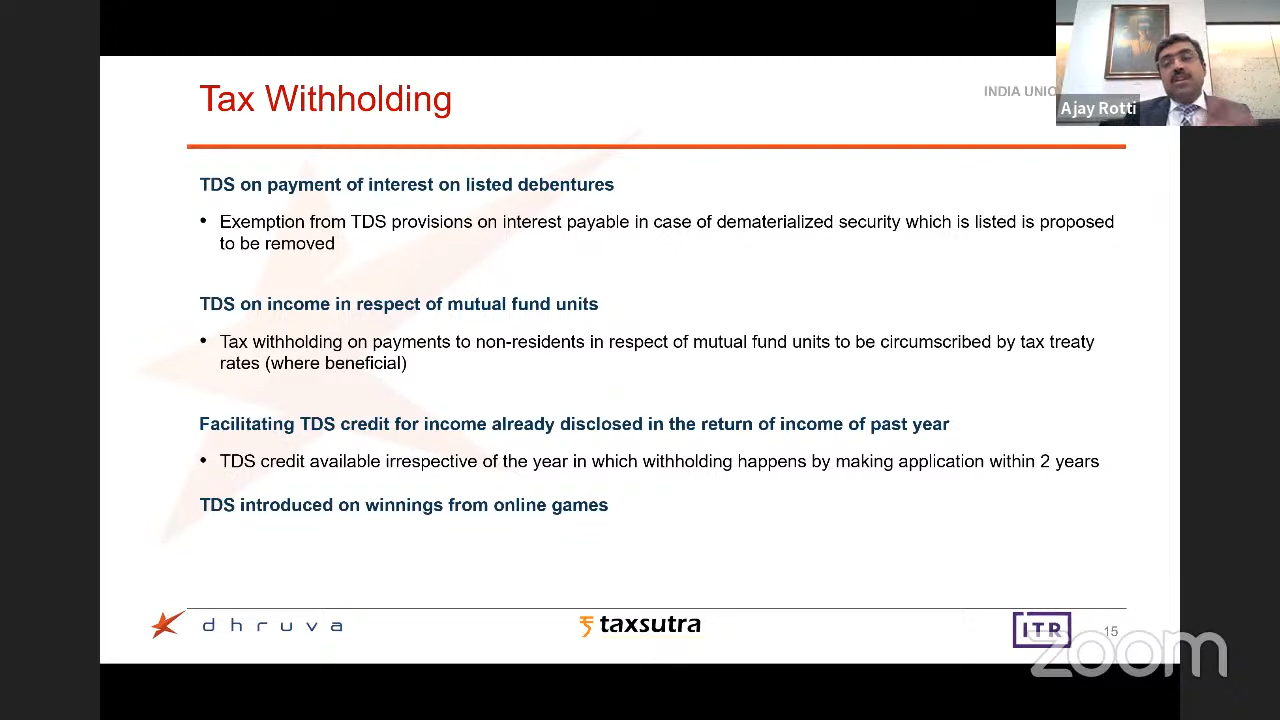 Tax Withholding
INDIA UNIO
Ajay Rotti
TDS on payment of interest on listed debentures
• Exemption from TDS provisions on interest payable in case of dematerialized security which is listed is proposed
to be removed
TDS on income in respect of mutual fund units
• Tax withholding on payments to non-residents in respect of mutual fund units to be circumscribed by tax treaty
rates (where beneficial)
Facilitating TDS credit for income already disclosed in the return of income of past year
• TDS credit available irrespective of the year in which withholding happens by making application within 2 years
TDS introduced on winnings from online games
dhruva
taxsutra
ITR
15
zoom